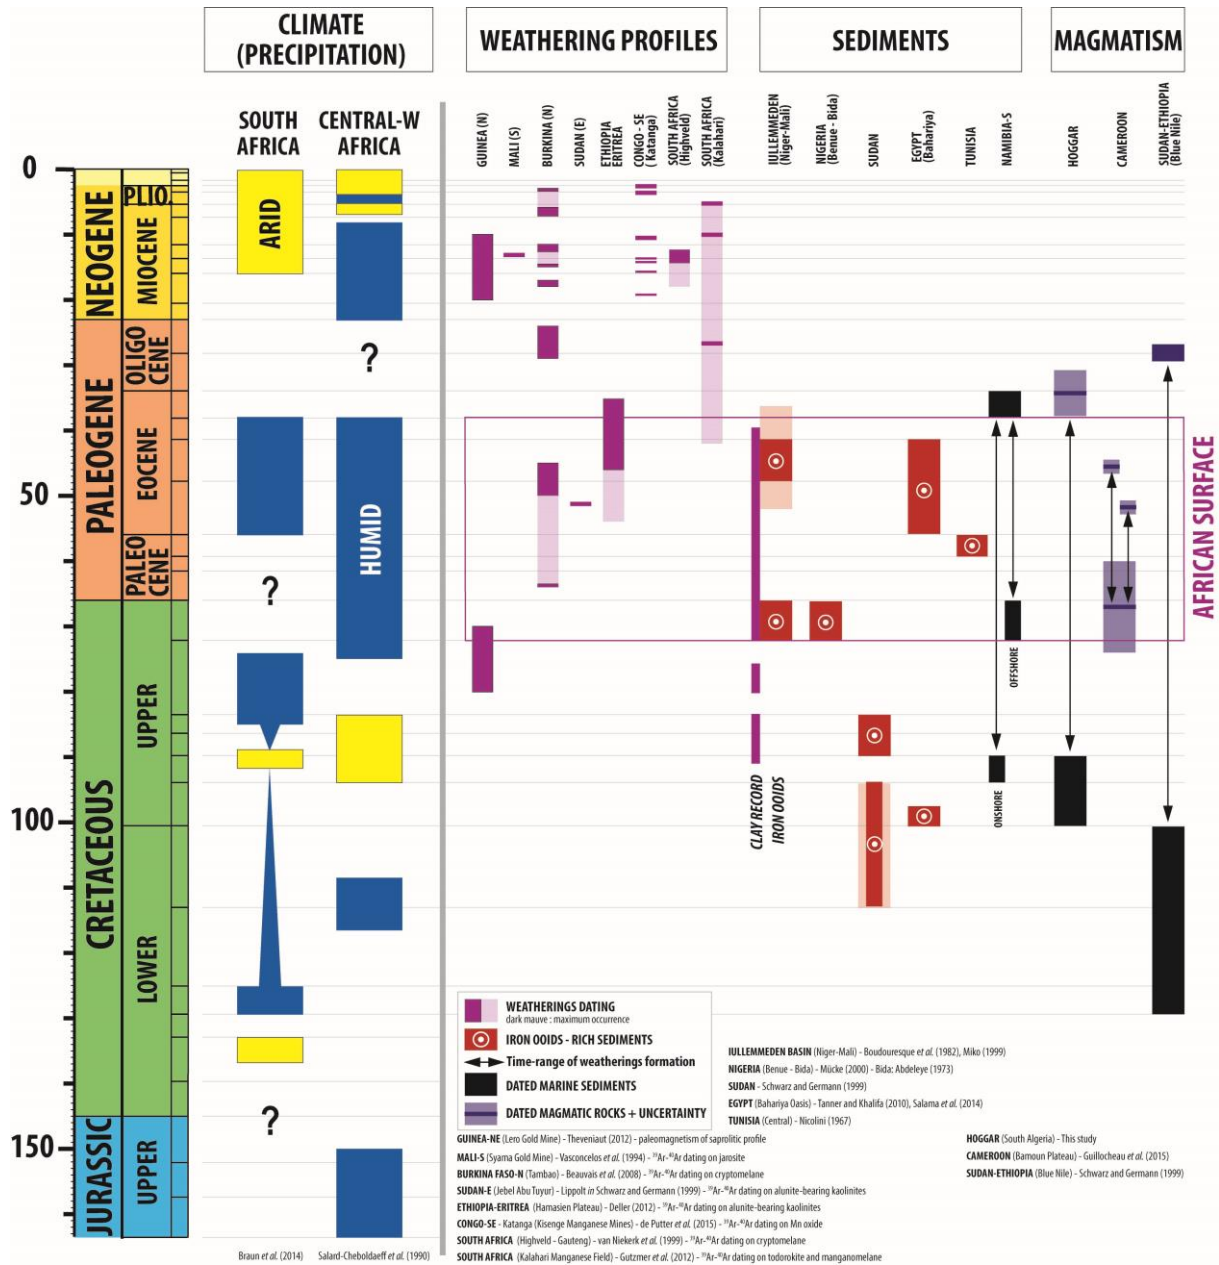 CLIMATE
(PRECIPITATION)
WEATHERING PROFILES
SEDIMENTS
MAGMATISM
SOUTH
AFRICA
CENTRAL-W
AFRICA
GUINEA (N)
MALI (S)
BURKINA (N)
SUDAN (E)
ETHIOPIA
ERITREA
CONGO - SE
( Katanga)
SOUTH AFRICA
(Highveld)
SOUTH AFRICA
(Kalahari)
IULLEMMEDEN
(Niger-Mali)
NIGERIA
(Benue - Bida)
SUDAN
EGYPT
(Bahariya)
TUNISIA
NAMIBIA-S
HOGGAR
CAMEROON
SUDAN-ETHIOPIA
(Blue Nile)
0
50
100
150
NEOGENE
PLIO.
MIOCENE
PALEOGENE
OLIGO
CENE
EOCENE
PALEO
CENE
CRETACEOUS
UPPER
LOWER
JURASSIC
UPPER
ARID
?
?
?
HUMID
AFRICAN SURFACE
OFFSHORE
ONSHORE
CLAY RECORD
IRON OOIDS
WEATHERINGS DATING
dark mauve : maximum occurrence
IRON OOIDS - RICH SEDIMENTS
Time-range of weatherings formation
DATED MARINE SEDIMENTS
DATED MAGMATIC ROCKS + UNCERTAINTY
IULLEMMEDEN BASIN (Niger-Mali) - Boudouresque et al. (1982), Miko (1999)
NIGERIA (Benue - Bida) - Mücke (2000) - Bida: Abdeleye (1973)
SUDAN - Schwarz and Germann (1999)
EGYPT (Bahariya Oasis) - Tanner and Khalifa (2010), Salama et al. (2014)
TUNISIA (Central) - Nicolini (1967)
GUINEA-NE (Lero Gold Mine) - Theveniaut (2012) - paleomagnetism of saprolitic profile
MALI-S (Syama Gold Mine) - Vasconcelos et al. (1994) - ³⁹Ar-⁴⁰Ar dating on jarosite
BURKINA FASO-N (Tambao) - Beauvais et al. (2008) - ³⁹Ar-⁴⁰Ar dating on cryptomelane
SUDAN-E (Jebel Abu Tuyur) - Lippolt in Schwarz and Germann (1999) - ³⁹Ar-⁴⁰Ar dating on alunite-bearing kaolinites
ETHIOPIA-ERITREA (Hamasien Plateau) - Deller (2012) - ³⁹Ar-⁴⁰Ar dating on alunite-bearing kaolinites
CONGO-SE - Katanga (Kisenge Manganese Mines) - de Putter et al. (2015) - ³⁹Ar-⁴⁰Ar dating on Mn oxide
SOUTH AFRICA (Highveld - Gauteng) - van Niekerk et al. (1999) - ³⁹Ar-⁴⁰Ar dating on cryptomelane
SOUTH AFRICA (Kalahari Manganese Field) - Gutzmer et al. (2012) - ³⁹Ar-⁴⁰Ar dating on todorokite and manganomelane
HOGGAR (South Algeria) - This study
CAMEROON (Bamoun Plateau) - Guillocheau et al. (2015)
SUDAN-ETHIOPIA (Blue Nile) - Schwarz and Germann (1999)
Braun et al. (2014)
Salard-Cheboldaeff et al. (1990)